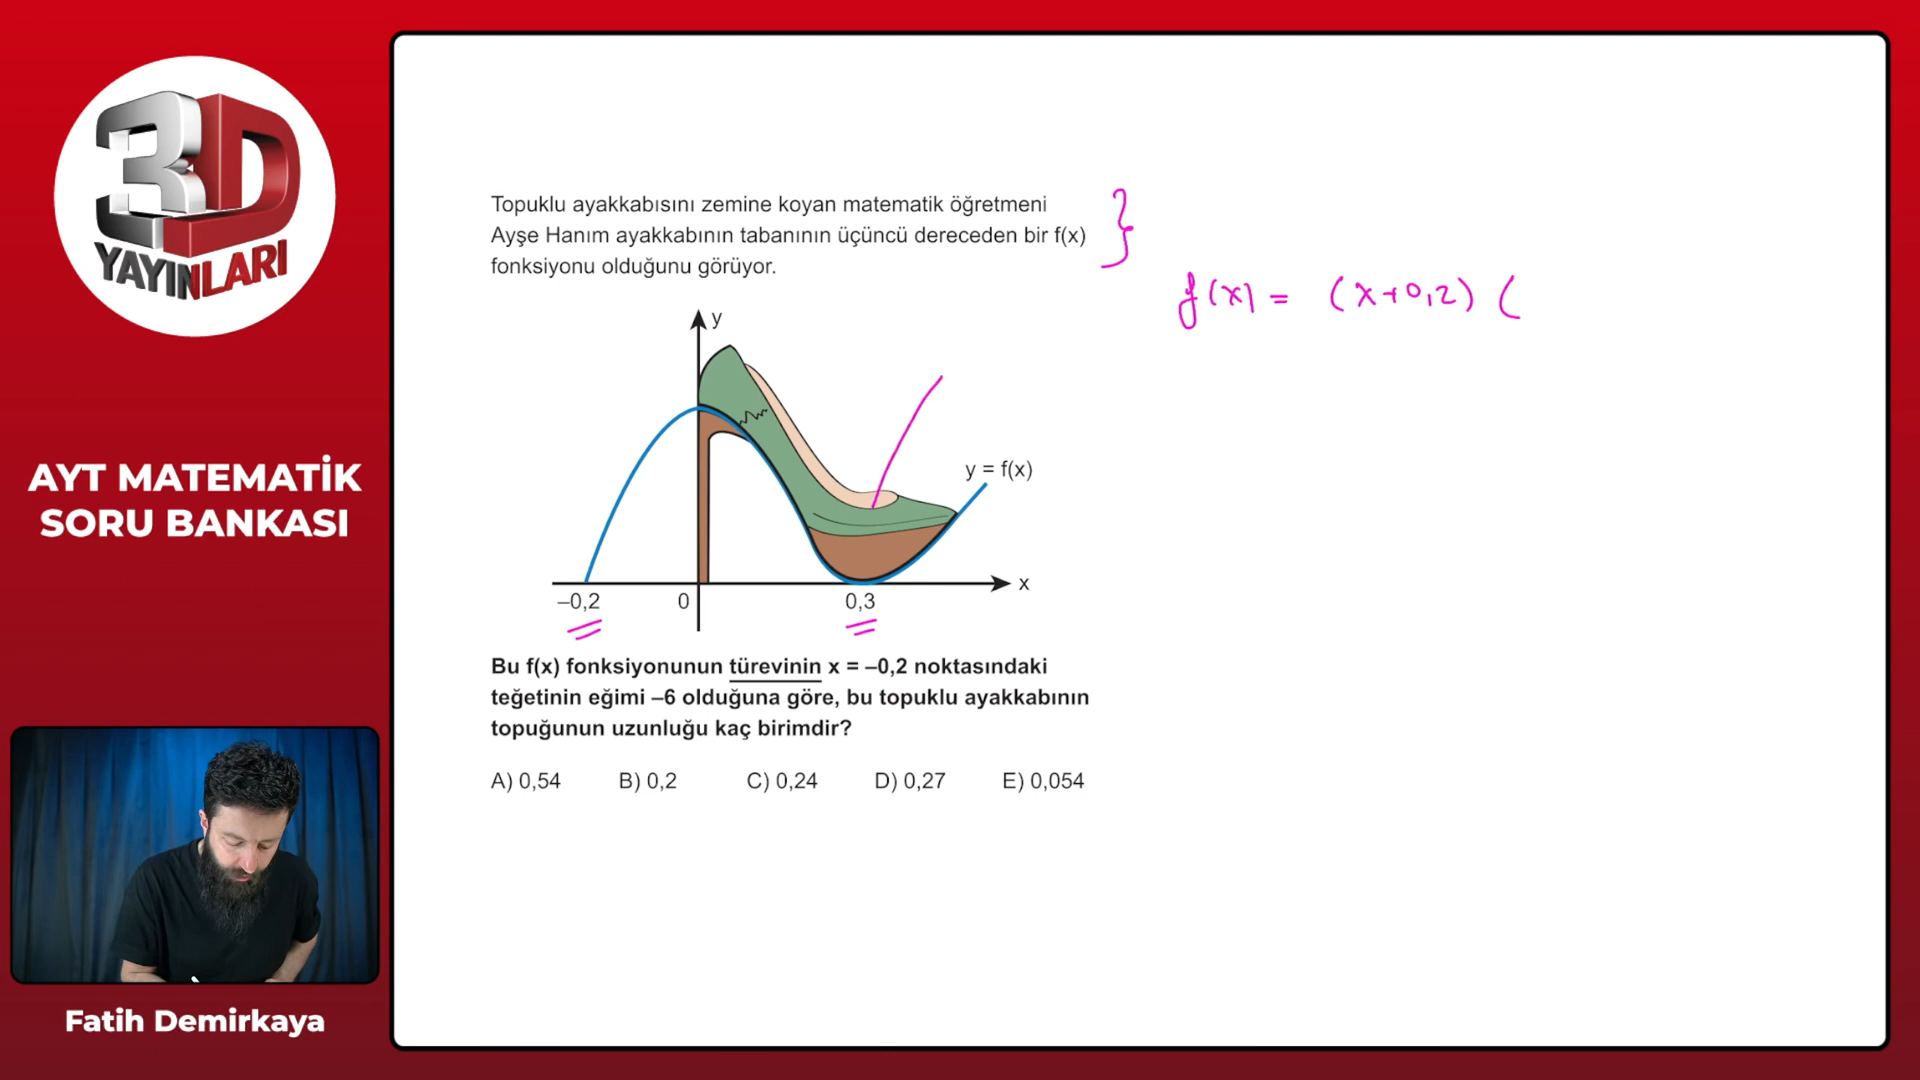 3D
YAYINLARI
AYT MATEMATİK
SORU BANKASI
Fatih Demirkaya
Topuklu ayakkabısını zemine koyan matematik öğretmeni
Ayşe Hanım ayakkabının tabanının üçüncü dereceden bir f(x)
fonksiyonu olduğunu görüyor.
f(x) = (x+0,2) (
y
y = f(x)
x
–0,2
0
0,3
Bu f(x) fonksiyonunun türevinin x = –0,2 noktasındaki
teğetinin eğimi –6 olduğuna göre, bu topuklu ayakkabının
topuğunun uzunluğu kaç birimdir?
A) 0,54 B) 0,2 C) 0,24 D) 0,27 E) 0,054